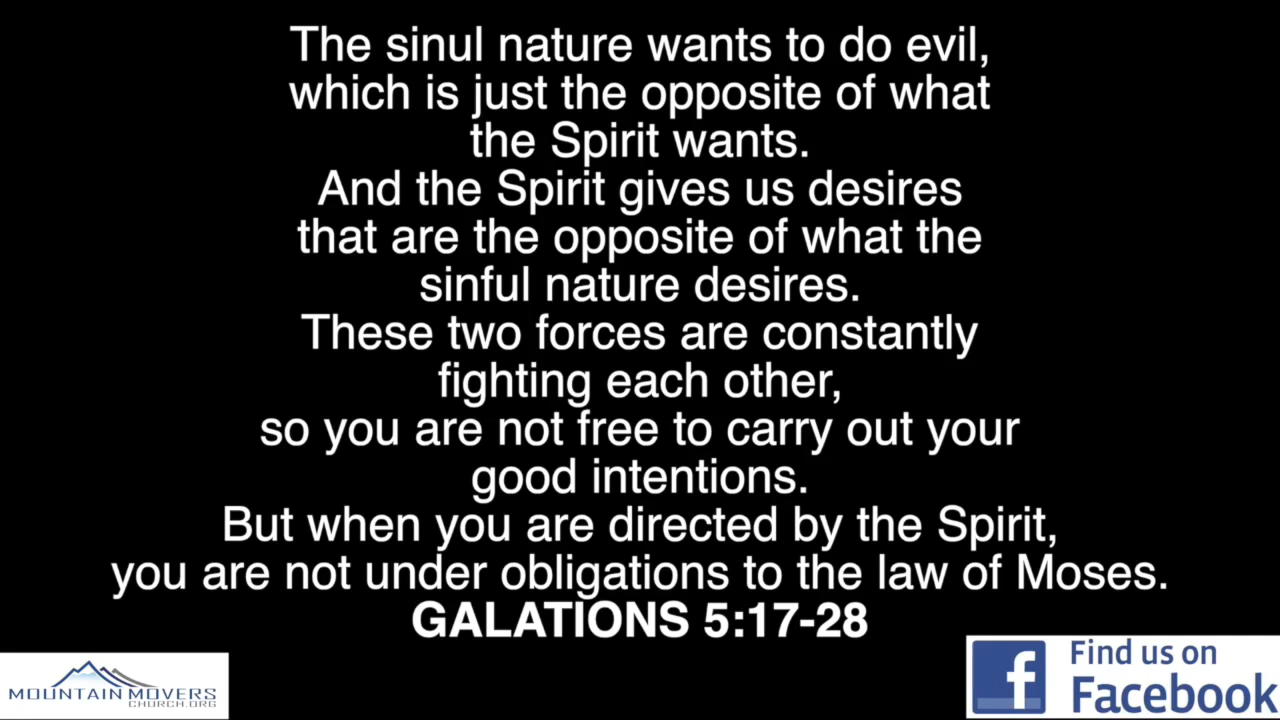 The sinul nature wants to do evil,
which is just the opposite of what
the Spirit wants.
And the Spirit gives us desires
that are the opposite of what the
sinful nature desires.
These two forces are constantly
fighting each other,
so you are not free to carry out your
good intentions.
But when you are directed by the Spirit,
you are not under obligations to the law of Moses.
GALATIONS 5:17-28
MOUNTAIN MOVERS
CHURCH.ORG
f
Find us on
Facebook